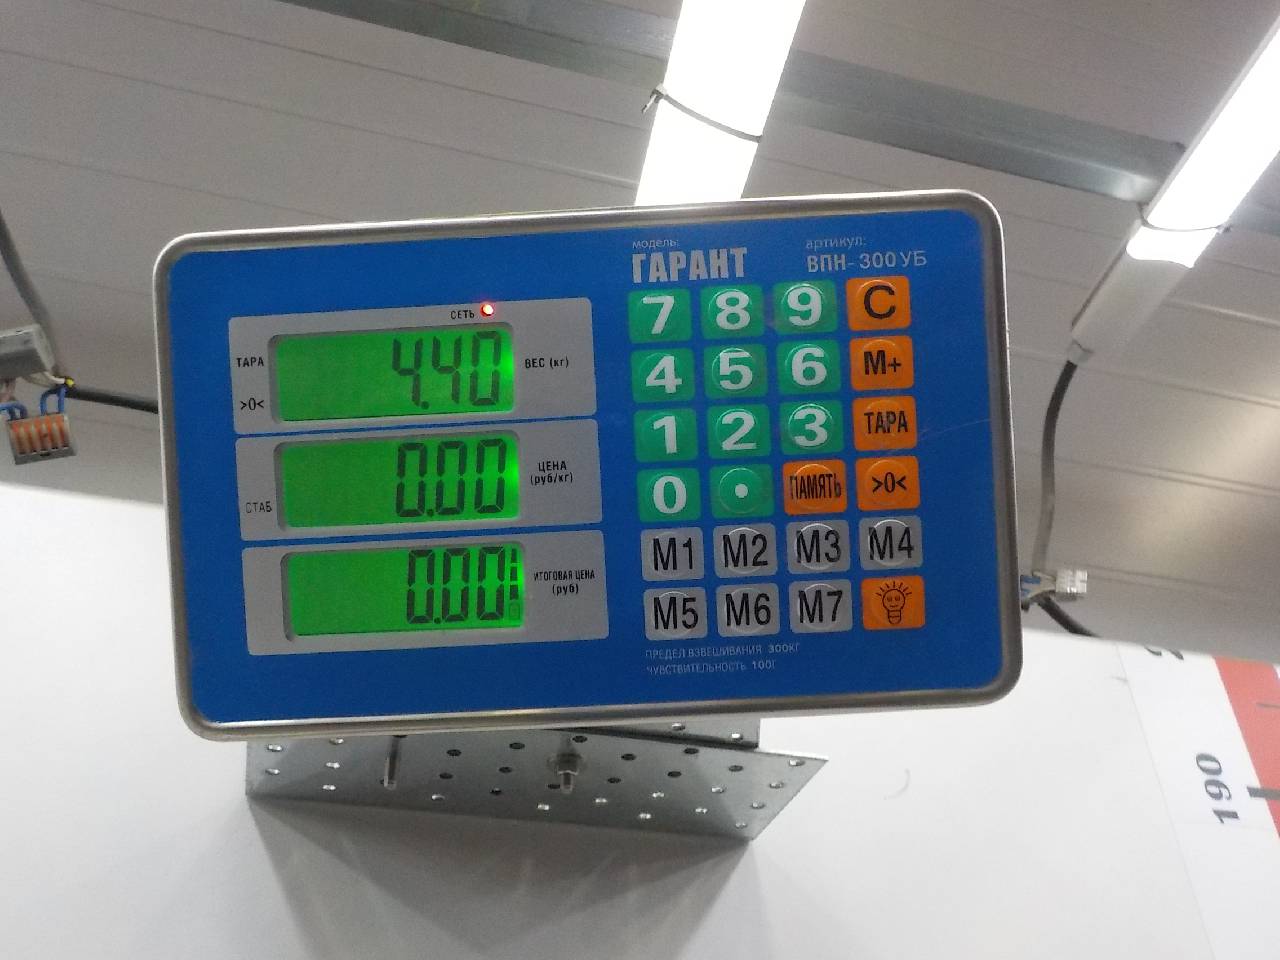 модель:
ГАРАНТ
артикул:
ВПН-300 УБ
СЕТЬ
ТАРА
>0<
4.40
ВЕС (кг)
СТАБ
0.00
ЦЕНА
(руб/кг)
0.00
ИТОГОВАЯ ЦЕНА
(руб)
7 8 9 C
4 5 6 M+
1 2 3 ТАРА
0 . ПАМЯТЬ >0<
M1 M2 M3 M4
M5 M6 M7
ПРЕДЕЛ ВЗВЕШИВАНИЯ 300КГ
ЧУВСТВИТЕЛЬНОСТЬ 100Г
190